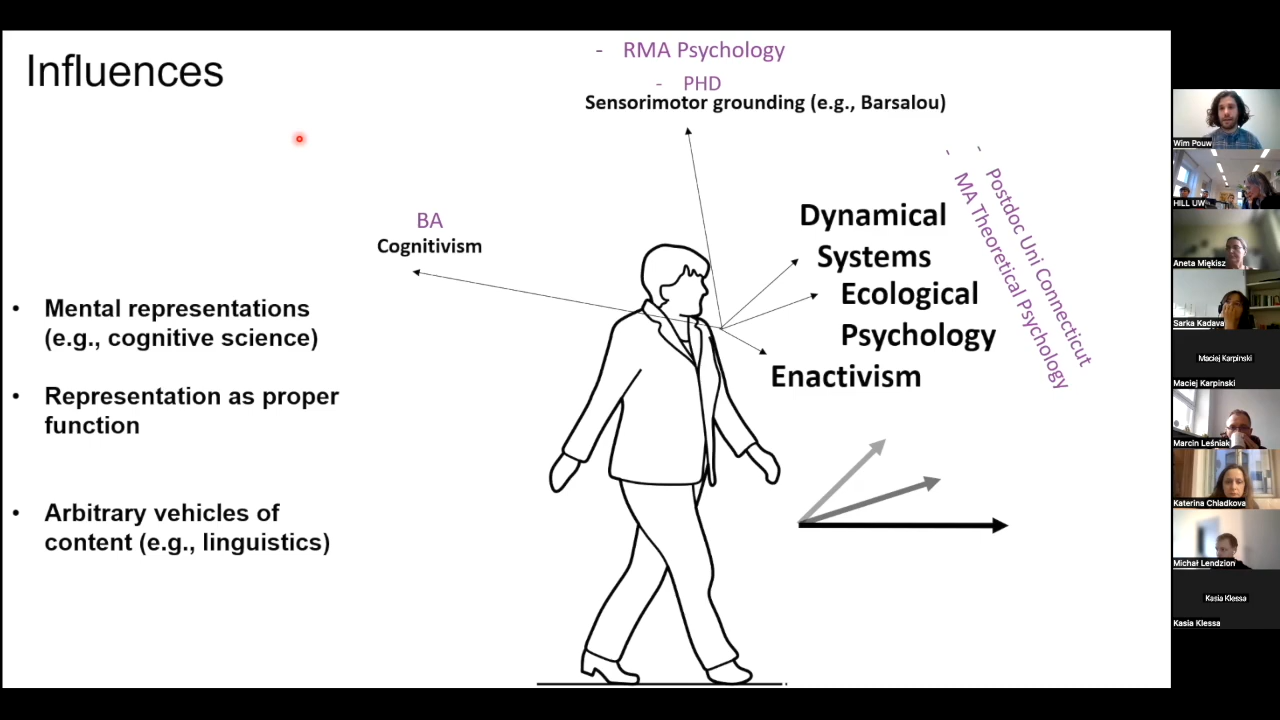 Influences
- RMA Psychology
- PHD
Sensorimotor grounding (e.g., Barsalou)
BA
Cognitivism
Dynamical
Systems
Ecological
Psychology
Enactivism
- Postdoc Uni Connecticut
- MA Theoretical Psychology
• Mental representations
(e.g., cognitive science)
• Representation as proper
function
• Arbitrary vehicles of
content (e.g., linguistics)
Wim Pouw
HILL UW
Aneta Miękisz
Sarka Kadava
Maciej Karpinski
Maciej Karpinski
Marcin Leśniak
Katerina Chladkova
Michał Lendzion
Kasia Klessa
Kasia Klessa